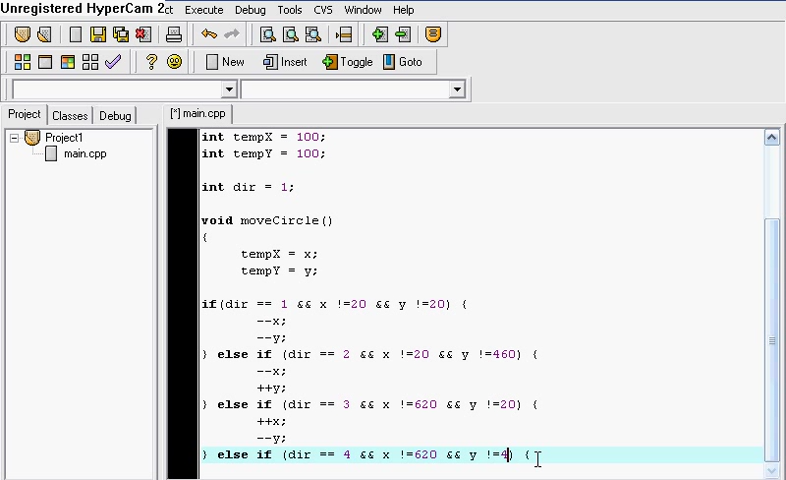 Unregistered HyperCam 2ct Execute Debug Tools CVS Window Help
New Insert Toggle Goto
Project Classes Debug [*] main.cpp
Project1
main.cpp
int tempX = 100;
int tempY = 100;
int dir = 1;
void moveCircle()
{
tempX = x;
tempY = y;
if(dir == 1 && x !=20 && y !=20) {
--x;
--y;
} else if (dir == 2 && x !=20 && y !=460) {
--x;
++y;
} else if (dir == 3 && x !=620 && y !=20) {
++x;
--y;
} else if (dir == 4 && x !=620 && y !=4) {